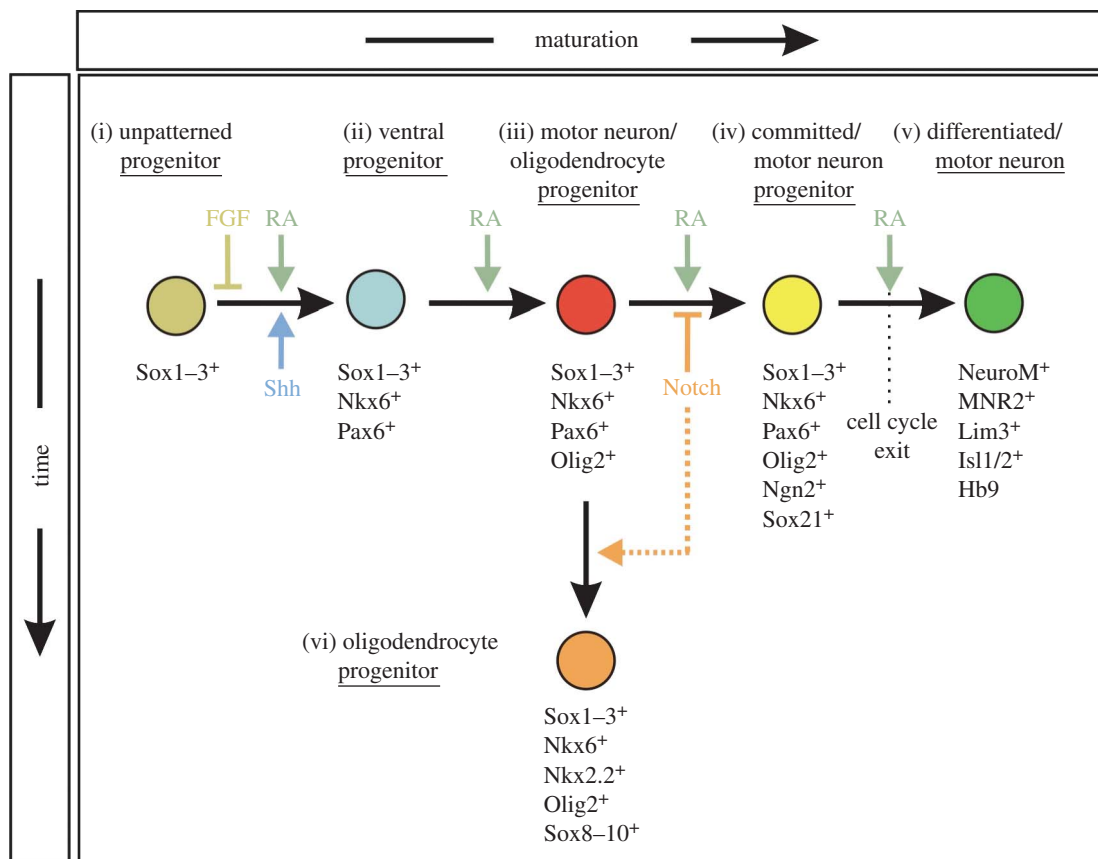 maturation
time
(i) unpatterned
progenitor
(ii) ventral
progenitor
(iii) motor neuron/
oligodendrocyte
progenitor
(iv) committed/
motor neuron
progenitor
(v) differentiated/
motor neuron
FGF
RA
RA
RA
RA
Shh
Notch
Sox1–3⁺
Sox1–3⁺
Nkx6⁺
Pax6⁺
Sox1–3⁺
Nkx6⁺
Pax6⁺
Olig2⁺
Sox1–3⁺
Nkx6⁺
Pax6⁺
Olig2⁺
Ngn2⁺
Sox21⁺
cell cycle
exit
NeuroM⁺
MNR2⁺
Lim3⁺
Isl1/2⁺
Hb9
(vi) oligodendrocyte
progenitor
Sox1–3⁺
Nkx6⁺
Nkx2.2⁺
Olig2⁺
Sox8–10⁺